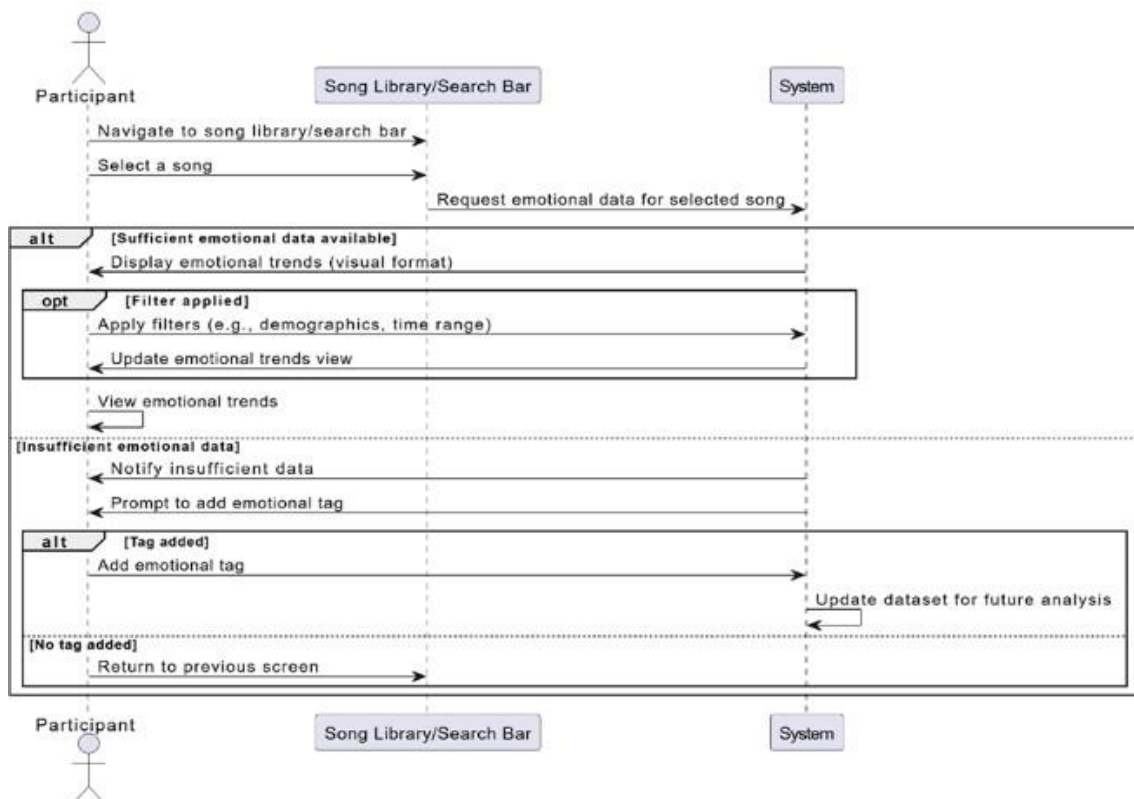 Participant
Song Library/Search Bar
System
Navigate to song library/search bar
Select a song
Request emotional data for selected song
alt
[Sufficient emotional data available]
Display emotional trends (visual format)
opt
[Filter applied]
Apply filters (e.g., demographics, time range)
Update emotional trends view
View emotional trends
[Insufficient emotional data]
Notify insufficient data
Prompt to add emotional tag
alt
[Tag added]
Add emotional tag
Update dataset for future analysis
[No tag added]
Return to previous screen
Participant
Song Library/Search Bar
System